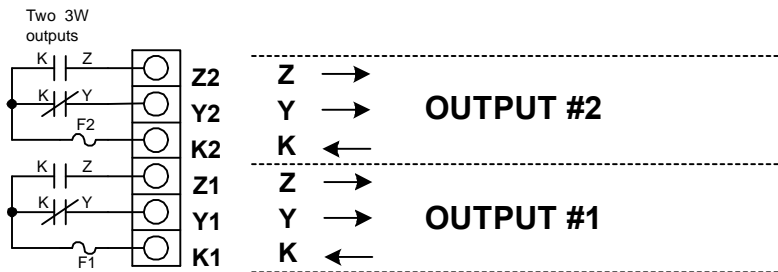 Two 3W
outputs
K Z Z2 Z
K Y Y2 Y OUTPUT #2
F2 K2 K
K Z Z1 Z
K Y Y1 Y OUTPUT #1
F1 K1 K